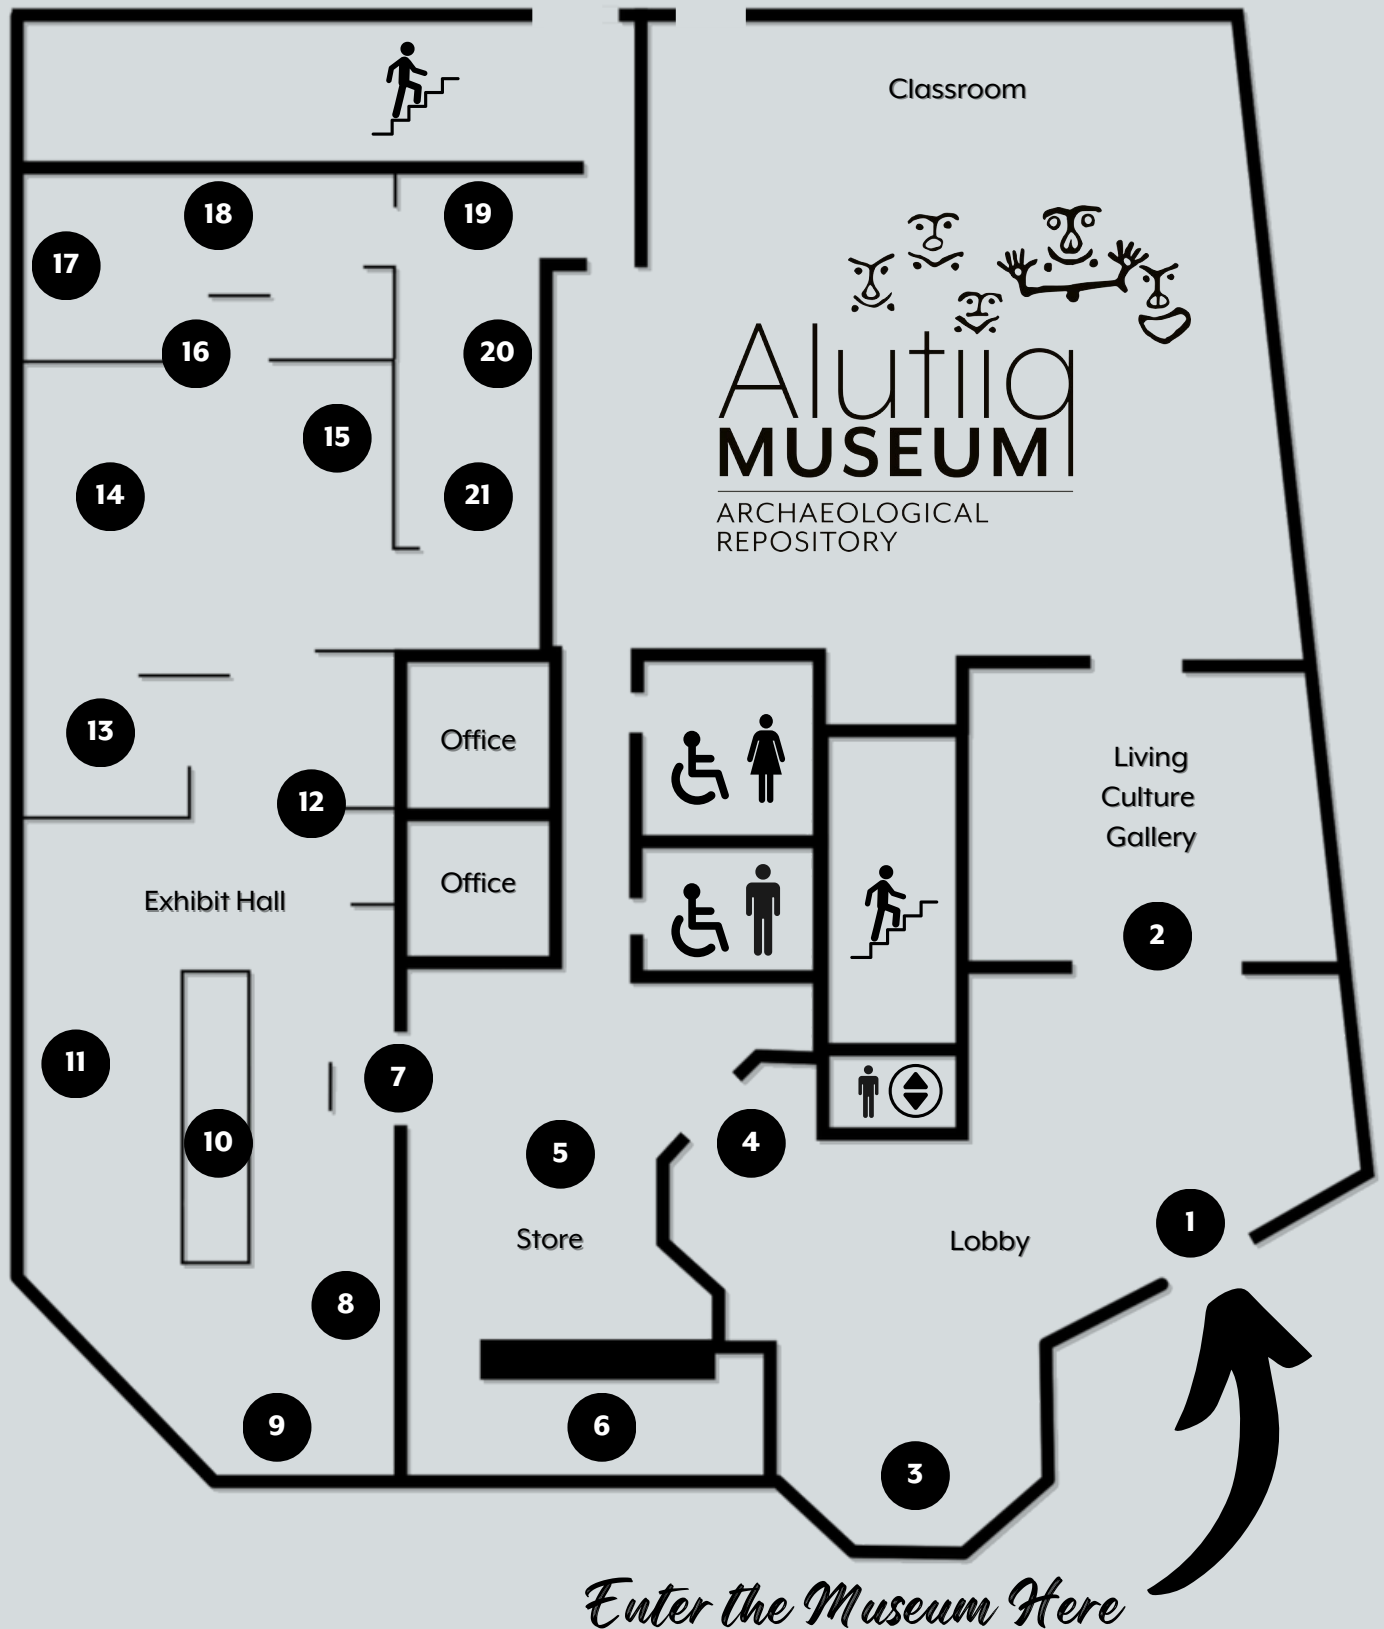 Classroom
18
19
17
Alutiiq
MUSEUM
16
20
15
14
21
ARCHAEOLOGICAL
REPOSITORY
13
Office
Living
Culture
Gallery
12
Office
Exhibit Hall
2
11
7
10
5
4
Store
Lobby
1
8
9
6
3
Enter the Museum Here